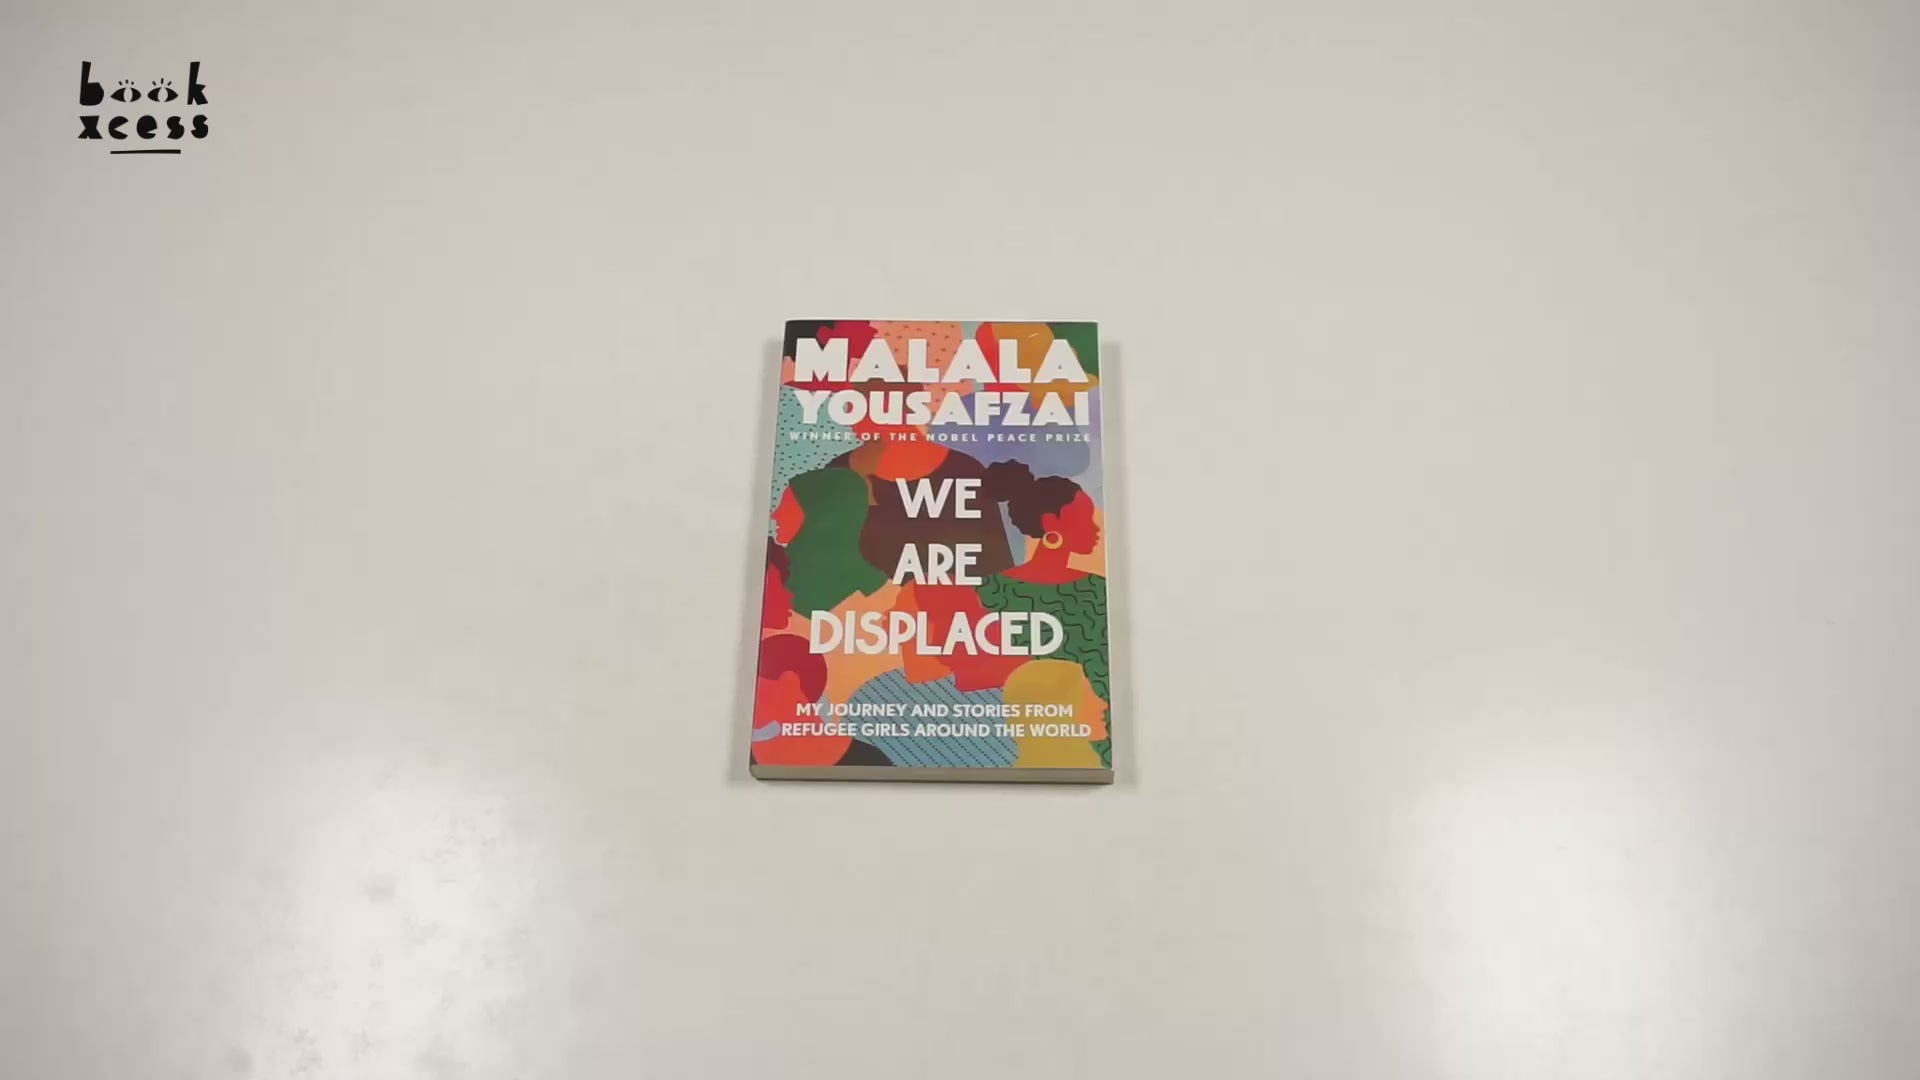 book
xcess
MALALA
YOUSAFZAI
WINNER OF THE NOBEL PEACE PRIZE
WE
ARE
DISPLACED
MY JOURNEY AND STORIES FROM
REFUGEE GIRLS AROUND THE WORLD